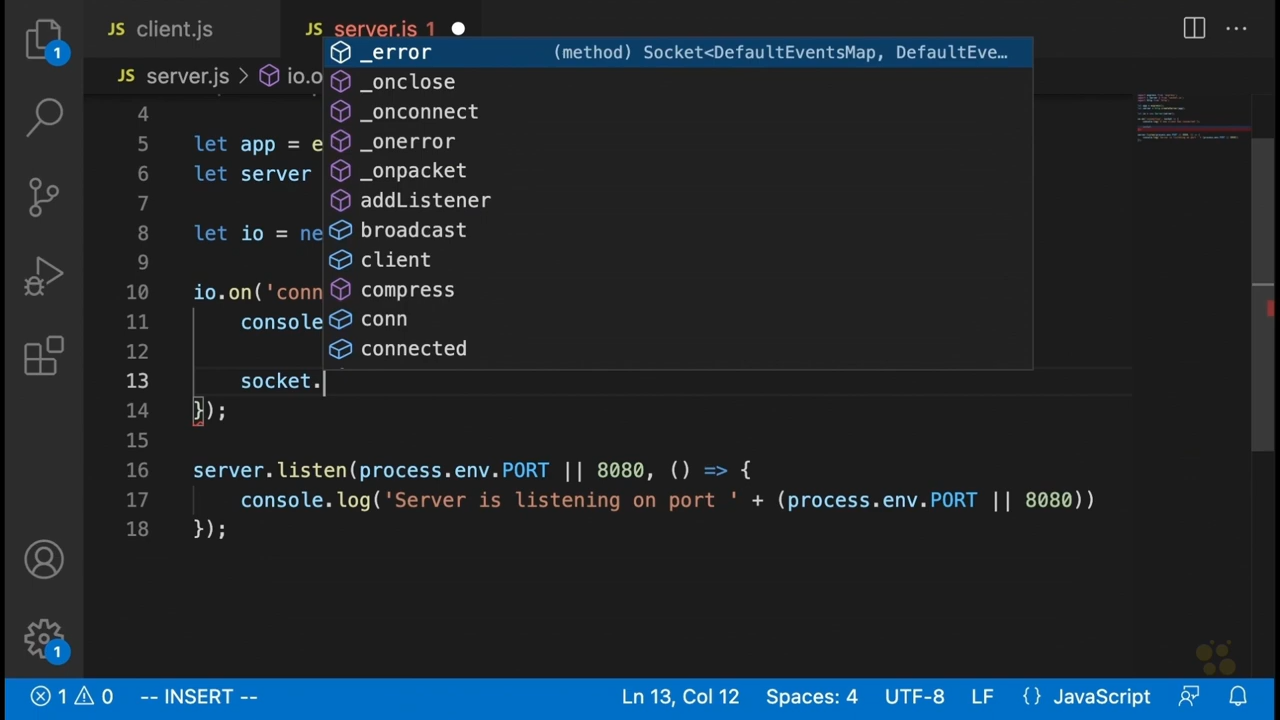 JS client.js
JS server.js 1
JS server.js > io.o
_error (method) Socket<DefaultEventsMap, DefaultEve…
_onclose
_onconnect
_onerror
_onpacket
addListener
broadcast
client
compress
conn
connected
4
5 let app = e
6 let server
7
8 let io = ne
9
10 io.on('conn
11 console
12
13 socket.
14 });
15
16 server.listen(process.env.PORT || 8080, () => {
17 console.log('Server is listening on port ' + (process.env.PORT || 8080))
18 });
1
1
1 0 -- INSERT -- Ln 13, Col 12 Spaces: 4 UTF-8 LF {} JavaScript